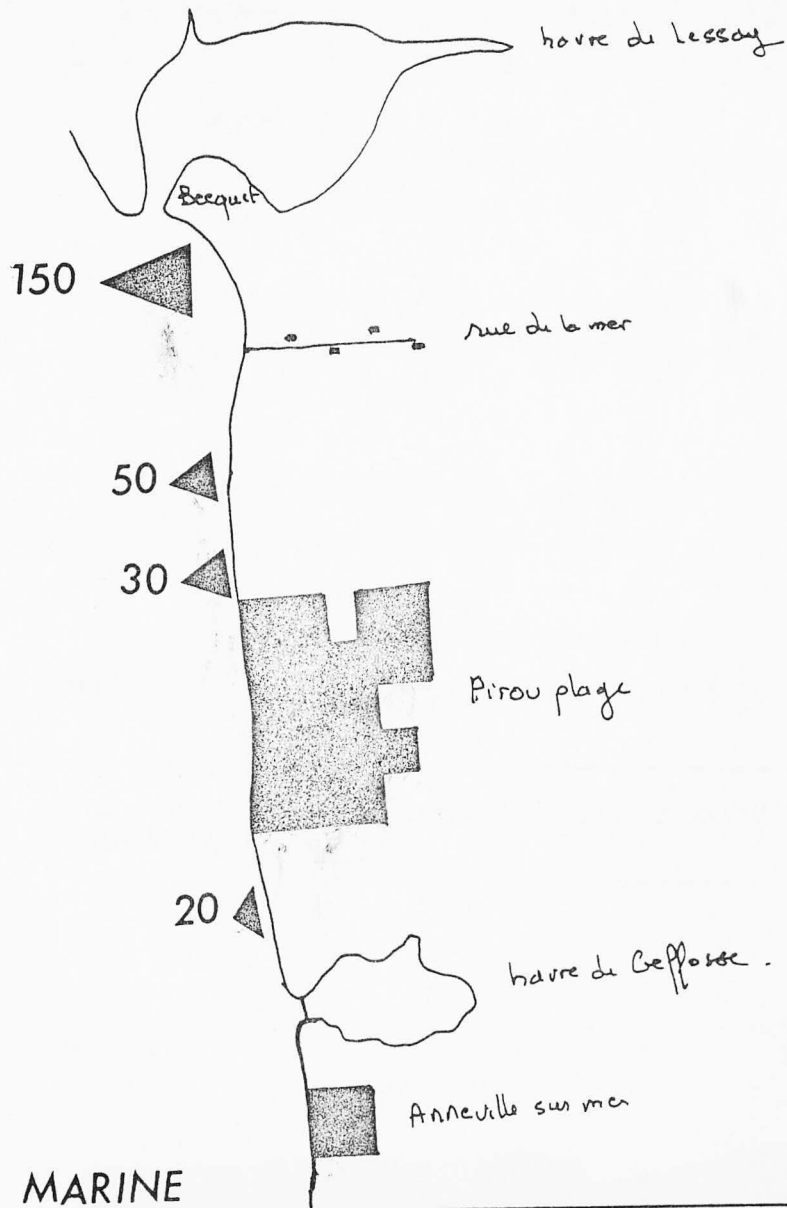 havre de Lessay
Becquet
150
rue de la mer
50
30
Pirou plage
20
havre de Geffosse.
Anneville sur mer
MARINE